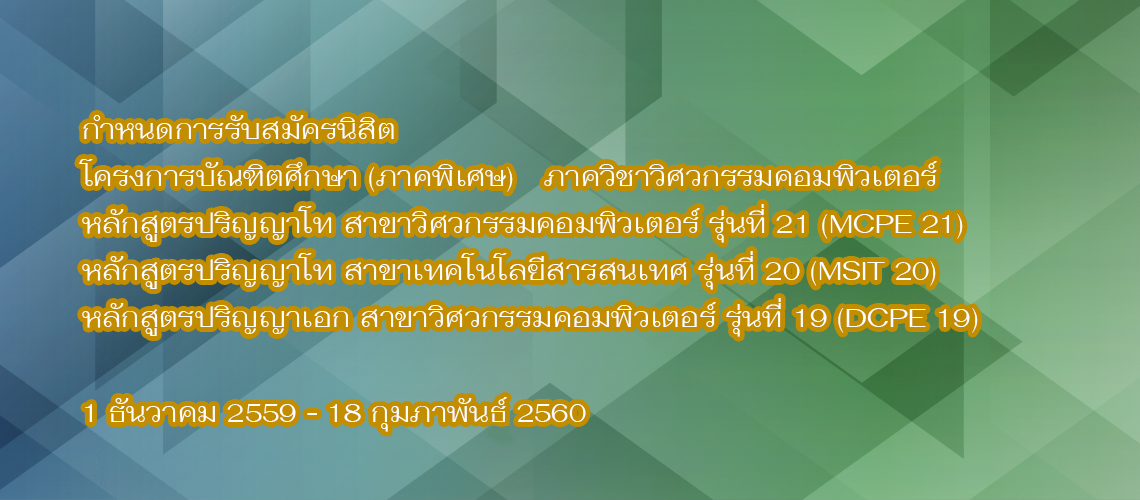 กำหนดการรับสมัครนิสิต
โครงการบัณฑิตศึกษา (ภาคพิเศษ) ภาควิชาวิศวกรรมคอมพิวเตอร์
หลักสูตรปริญญาโท สาขาวิศวกรรมคอมพิวเตอร์ รุ่นที่ 21 (MCPE 21)
หลักสูตรปริญญาโท สาขาเทคโนโลยีสารสนเทศ รุ่นที่ 20 (MSIT 20)
หลักสูตรปริญญาเอก สาขาวิศวกรรมคอมพิวเตอร์ รุ่นที่ 19 (DCPE 19)
1 ธันวาคม 2559 - 18 กุมภาพันธ์ 2560